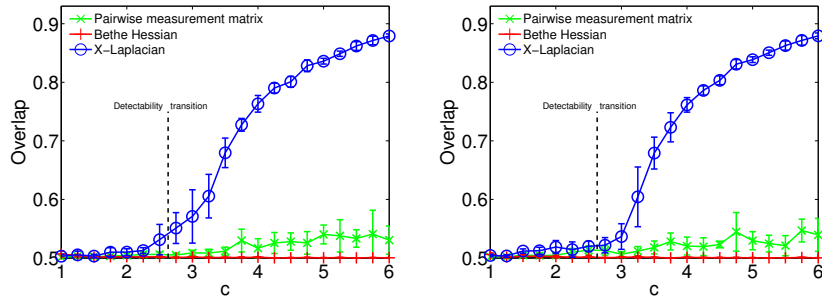 0.9
0.8
0.7
0.6
0.5
Overlap
Pairwise measurement matrix
Bethe Hessian
X-Laplacian
Detectability transition
1 2 3 4 5 6
c
0.9
0.8
0.7
0.6
0.5
Overlap
Pairwise measurement matrix
Bethe Hessian
X-Laplacian
Detectability transition
1 2 3 4 5 6
c